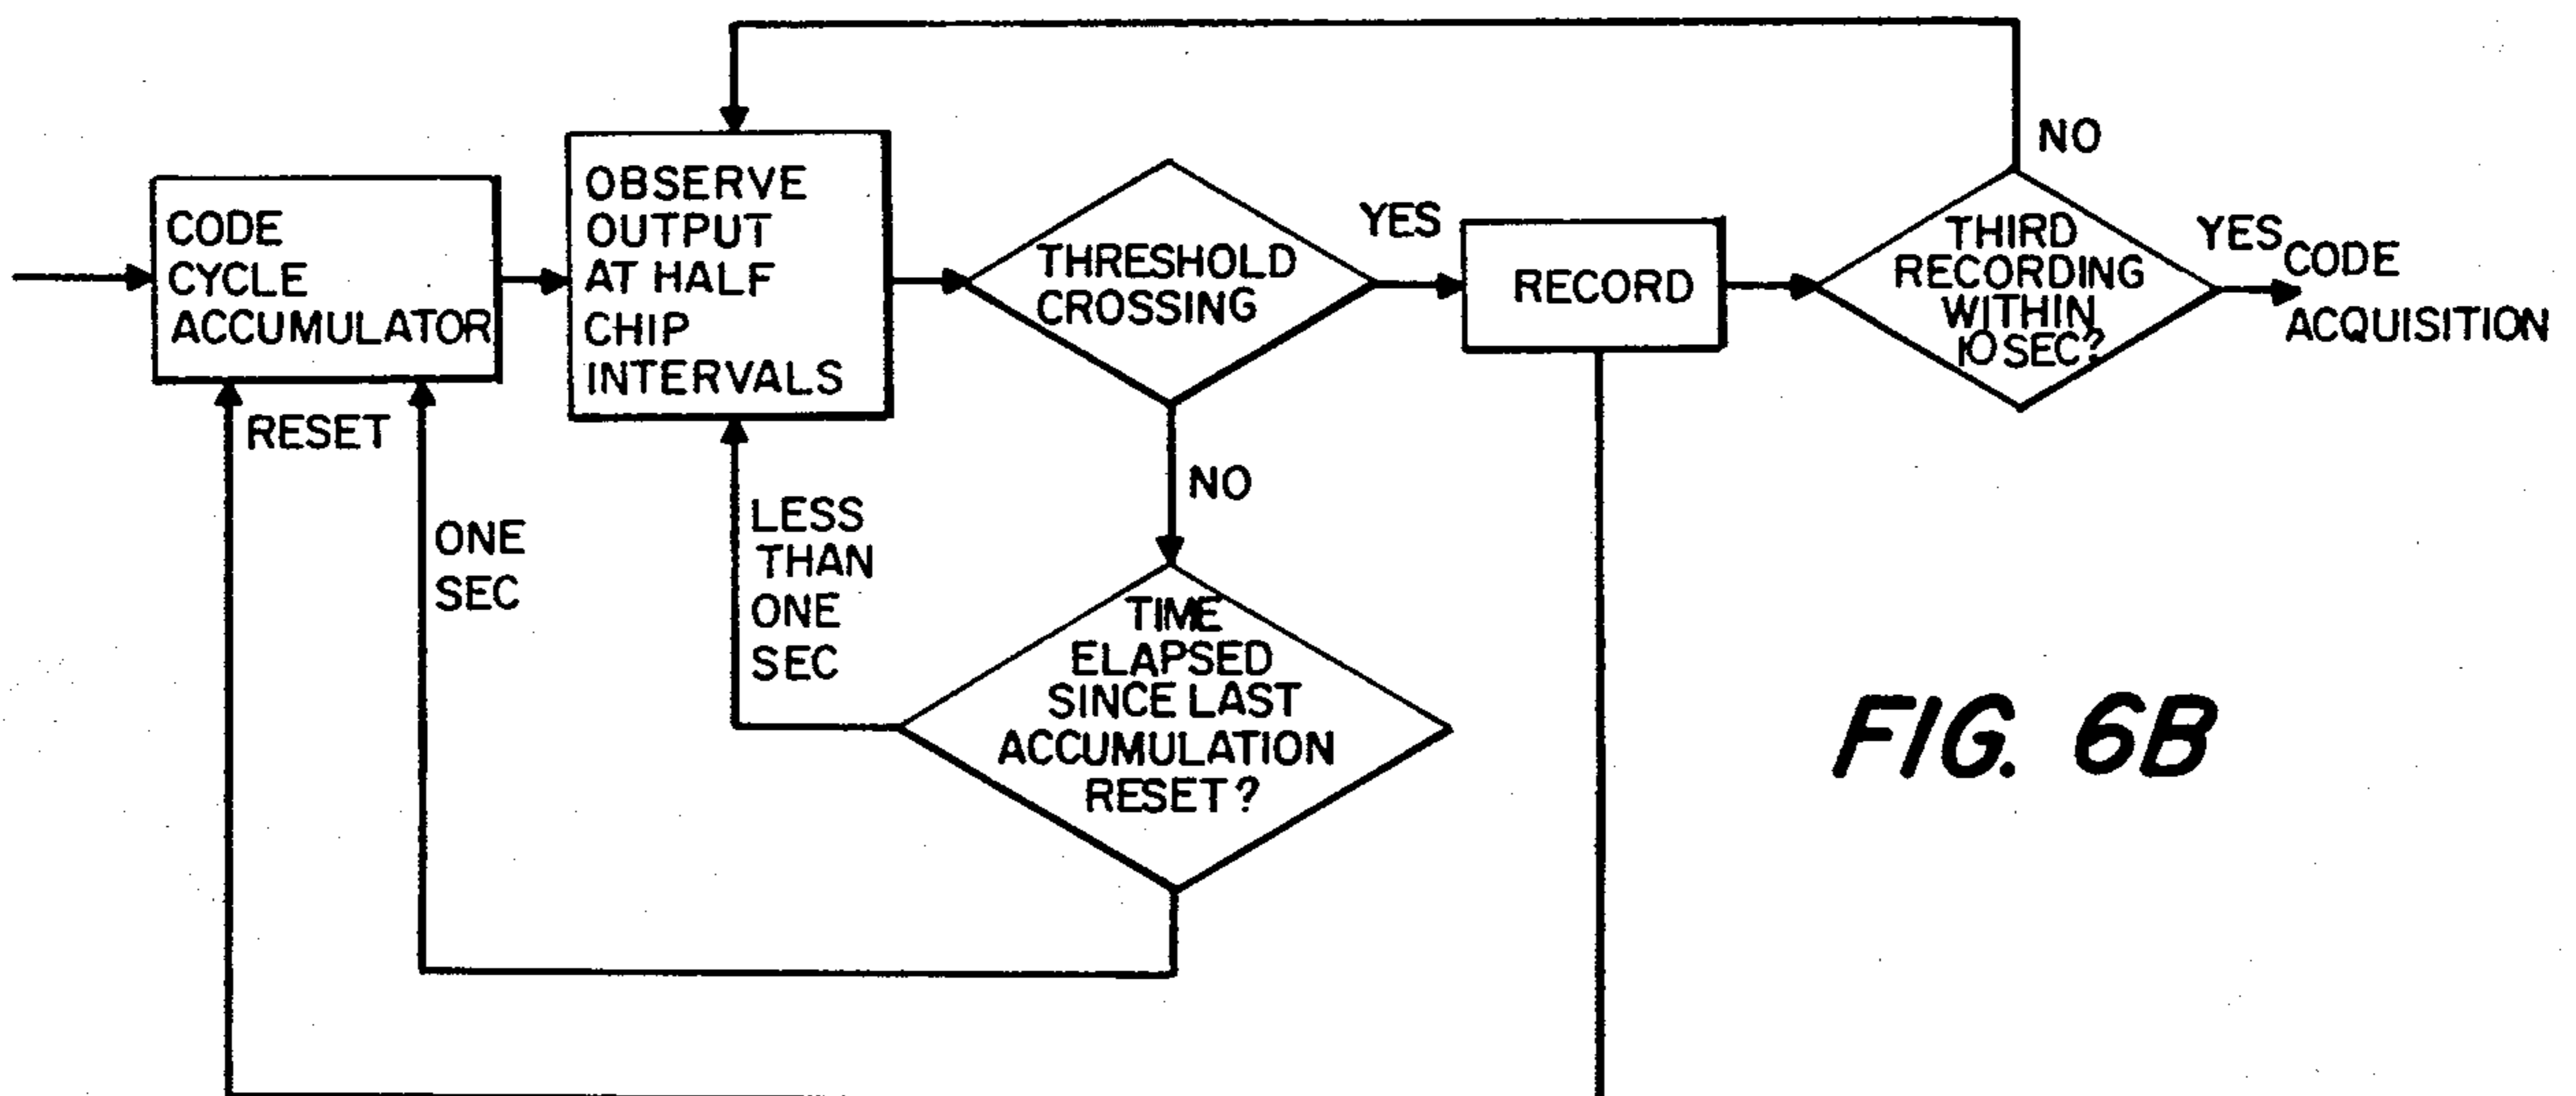 NO
CODE
CYCLE
ACCUMULATOR
OBSERVE
OUTPUT
AT HALF
CHIP
INTERVALS
THRESHOLD
CROSSING
YES
RECORD
THIRD
RECORDING
WITHIN
10 SEC?
YES
CODE
ACQUISITION
RESET
ONE
SEC
LESS
THAN
ONE
SEC
NO
TIME
ELAPSED
SINCE LAST
ACCUMULATION
RESET?
FIG. 6B